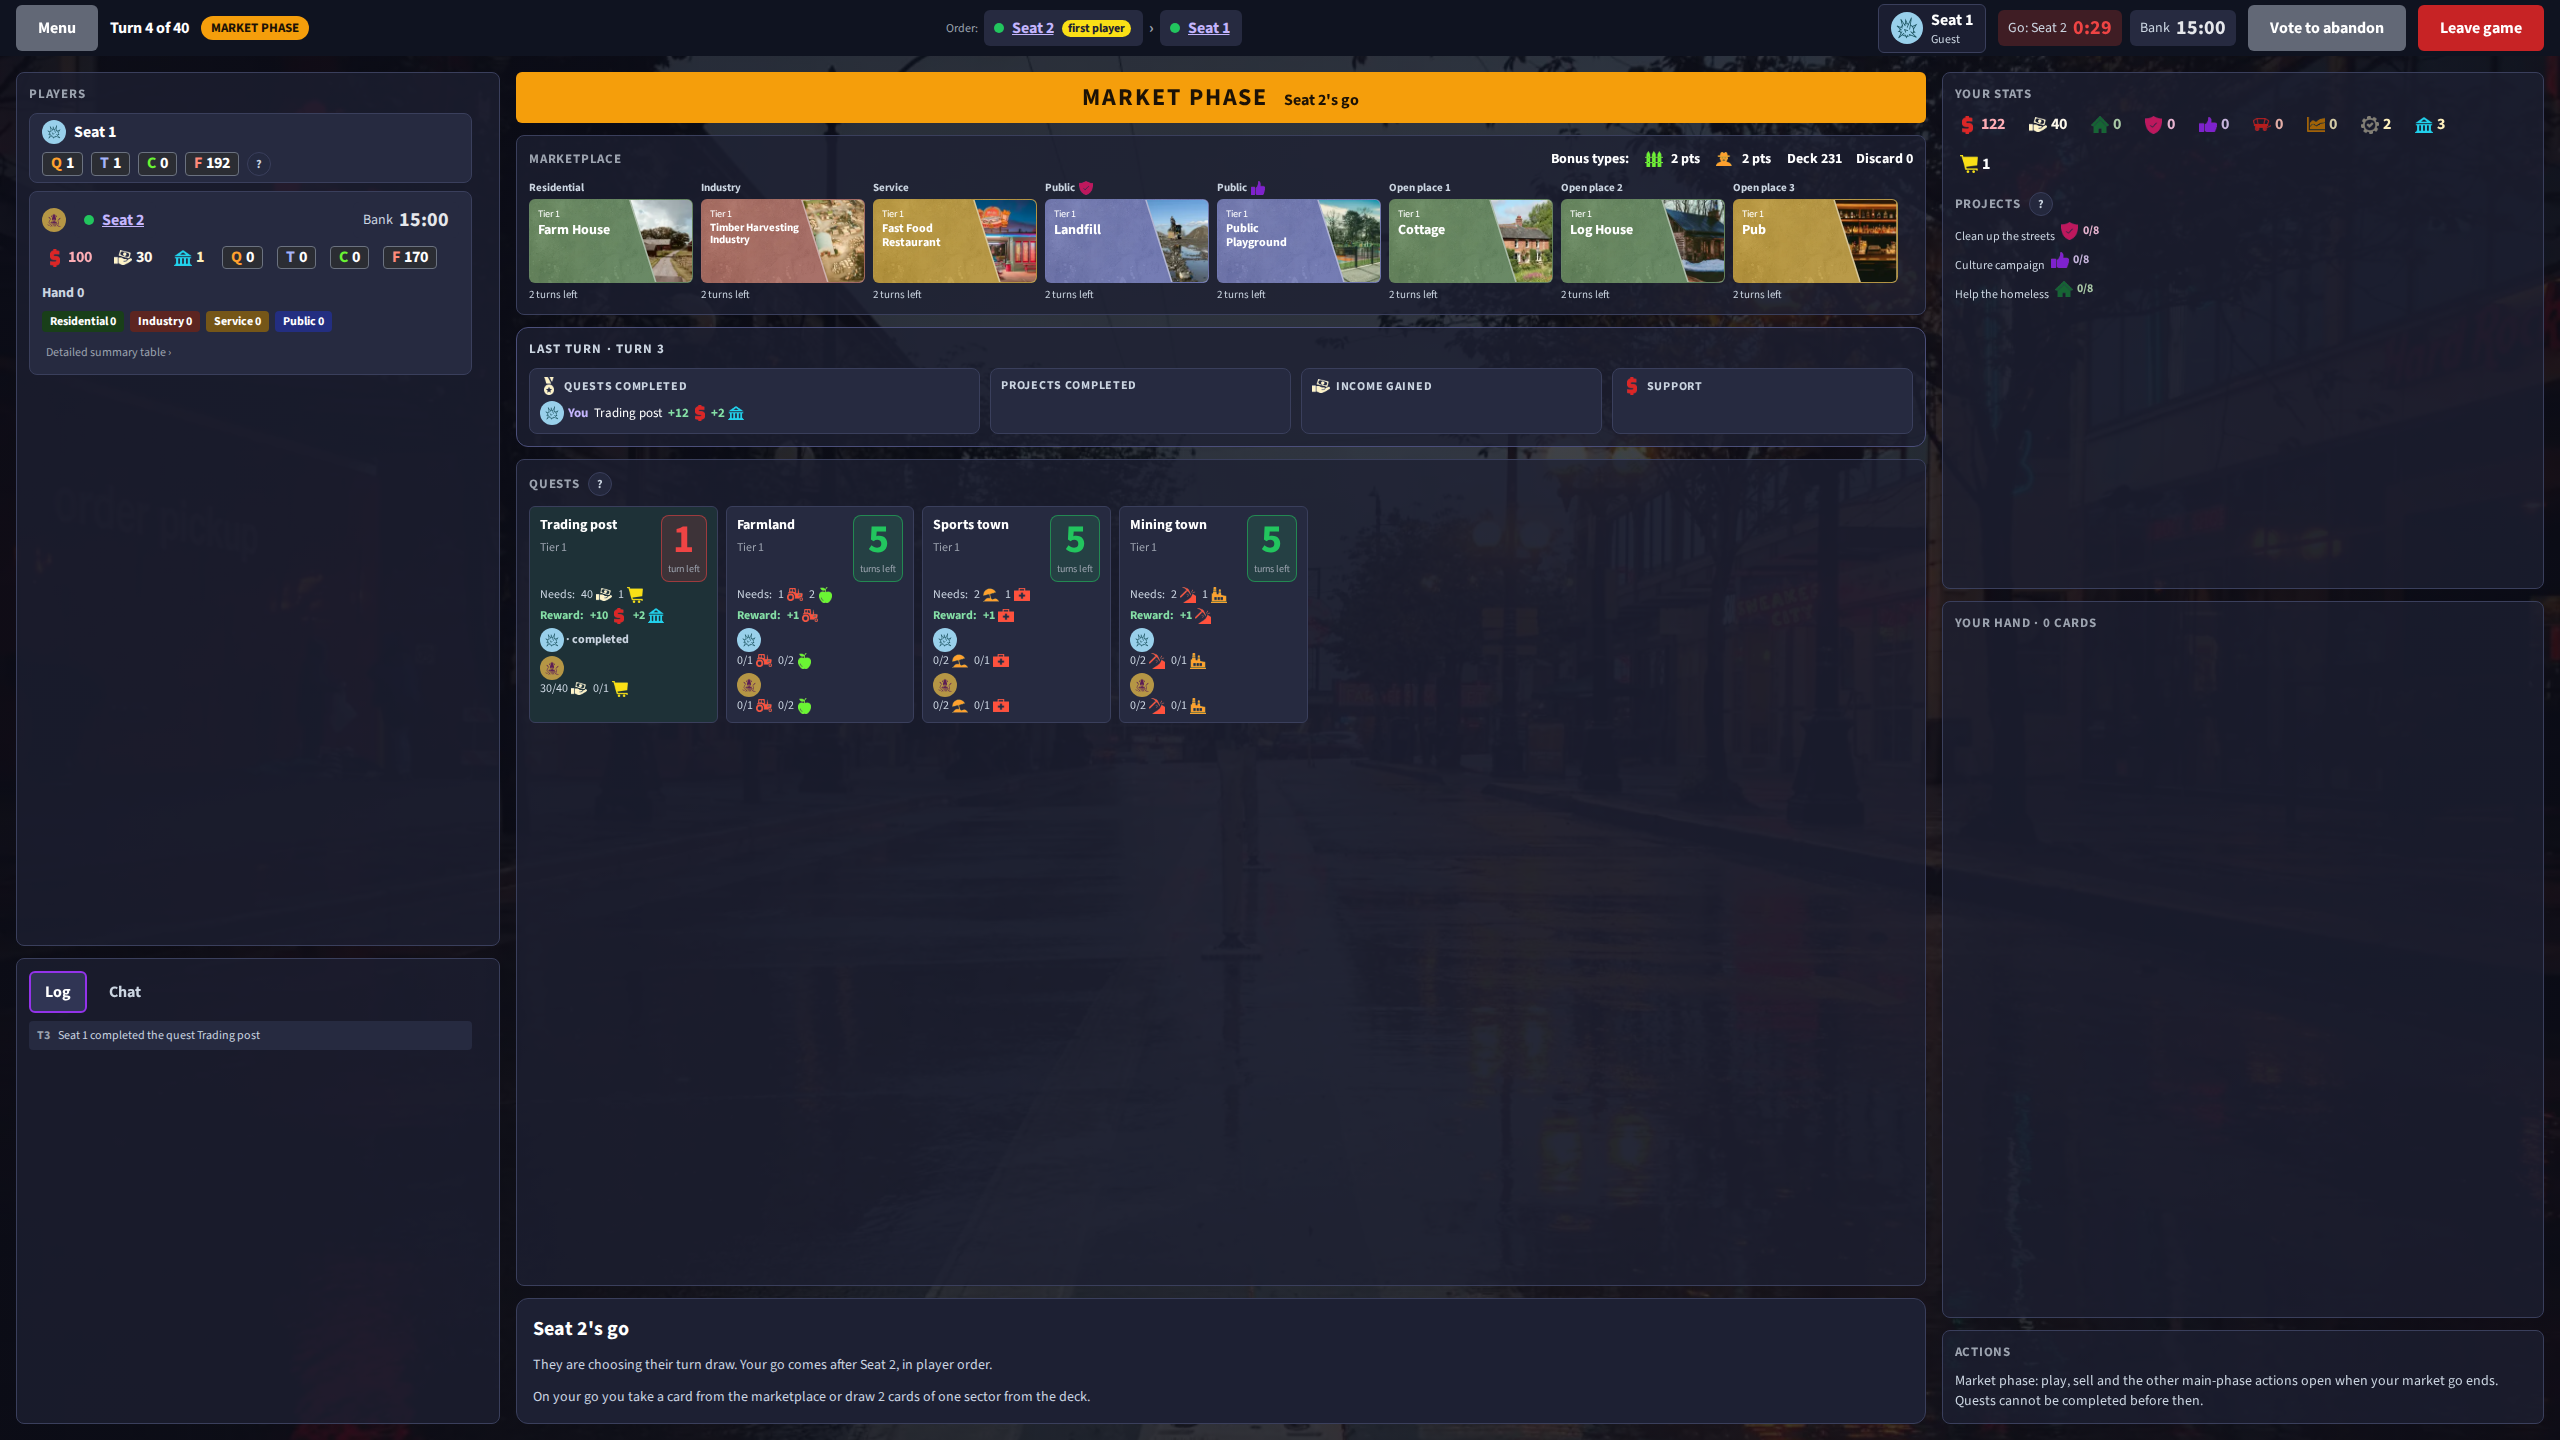 Menu
Turn 4 of 40
MARKET PHASE
Order:
Seat 2
first player
›
Seat 1
Seat 1
Guest
Go: Seat 2 0:29
Bank 15:00
Vote to abandon
Leave game
PLAYERS
Seat 1
Q 1
T 1
C 0
F 192
?
Seat 2
Bank 15:00
100
30
1
Q 0
T 0
C 0
F 170
Hand 0
Residential 0
Industry 0
Service 0
Public 0
Detailed summary table ›
Log
Chat
T3 Seat 1 completed the quest Trading post
MARKET PHASE Seat 2's go
MARKETPLACE
Bonus types: 2 pts 2 pts Deck 231 Discard 0
Residential
Tier 1
Farm House
2 turns left
Industry
Tier 1
Timber Harvesting
Industry
2 turns left
Service
Tier 1
Fast Food
Restaurant
2 turns left
Public
Tier 1
Landfill
2 turns left
Public
Tier 1
Public
Playground
2 turns left
Open place 1
Tier 1
Cottage
2 turns left
Open place 2
Tier 1
Log House
2 turns left
Open place 3
Tier 1
Pub
2 turns left
LAST TURN · TURN 3
QUESTS COMPLETED
You Trading post +12 +2
PROJECTS COMPLETED
INCOME GAINED
SUPPORT
QUESTS ?
Trading post
Tier 1
1
turn left
Needs: 40 1
Reward: +10 +2
· completed
30/40 0/1
Farmland
Tier 1
5
turns left
Needs: 1 2
Reward: +1
0/1 0/2
0/1 0/2
Sports town
Tier 1
5
turns left
Needs: 2 1
Reward: +1
0/2 0/1
0/2 0/1
Mining town
Tier 1
5
turns left
Needs: 2 1
Reward: +1
0/2 0/1
0/2 0/1
order pickup
Seat 2's go
They are choosing their turn draw. Your go comes after Seat 2, in player order.
On your go you take a card from the marketplace or draw 2 cards of one sector from the deck.
YOUR STATS
122
40
0
0
0
0
0
2
3
1
PROJECTS ?
Clean up the streets 0/8
Culture campaign 0/8
Help the homeless 0/8
YOUR HAND · 0 CARDS
ACTIONS
Market phase: play, sell and the other main-phase actions open when your market go ends.
Quests cannot be completed before then.